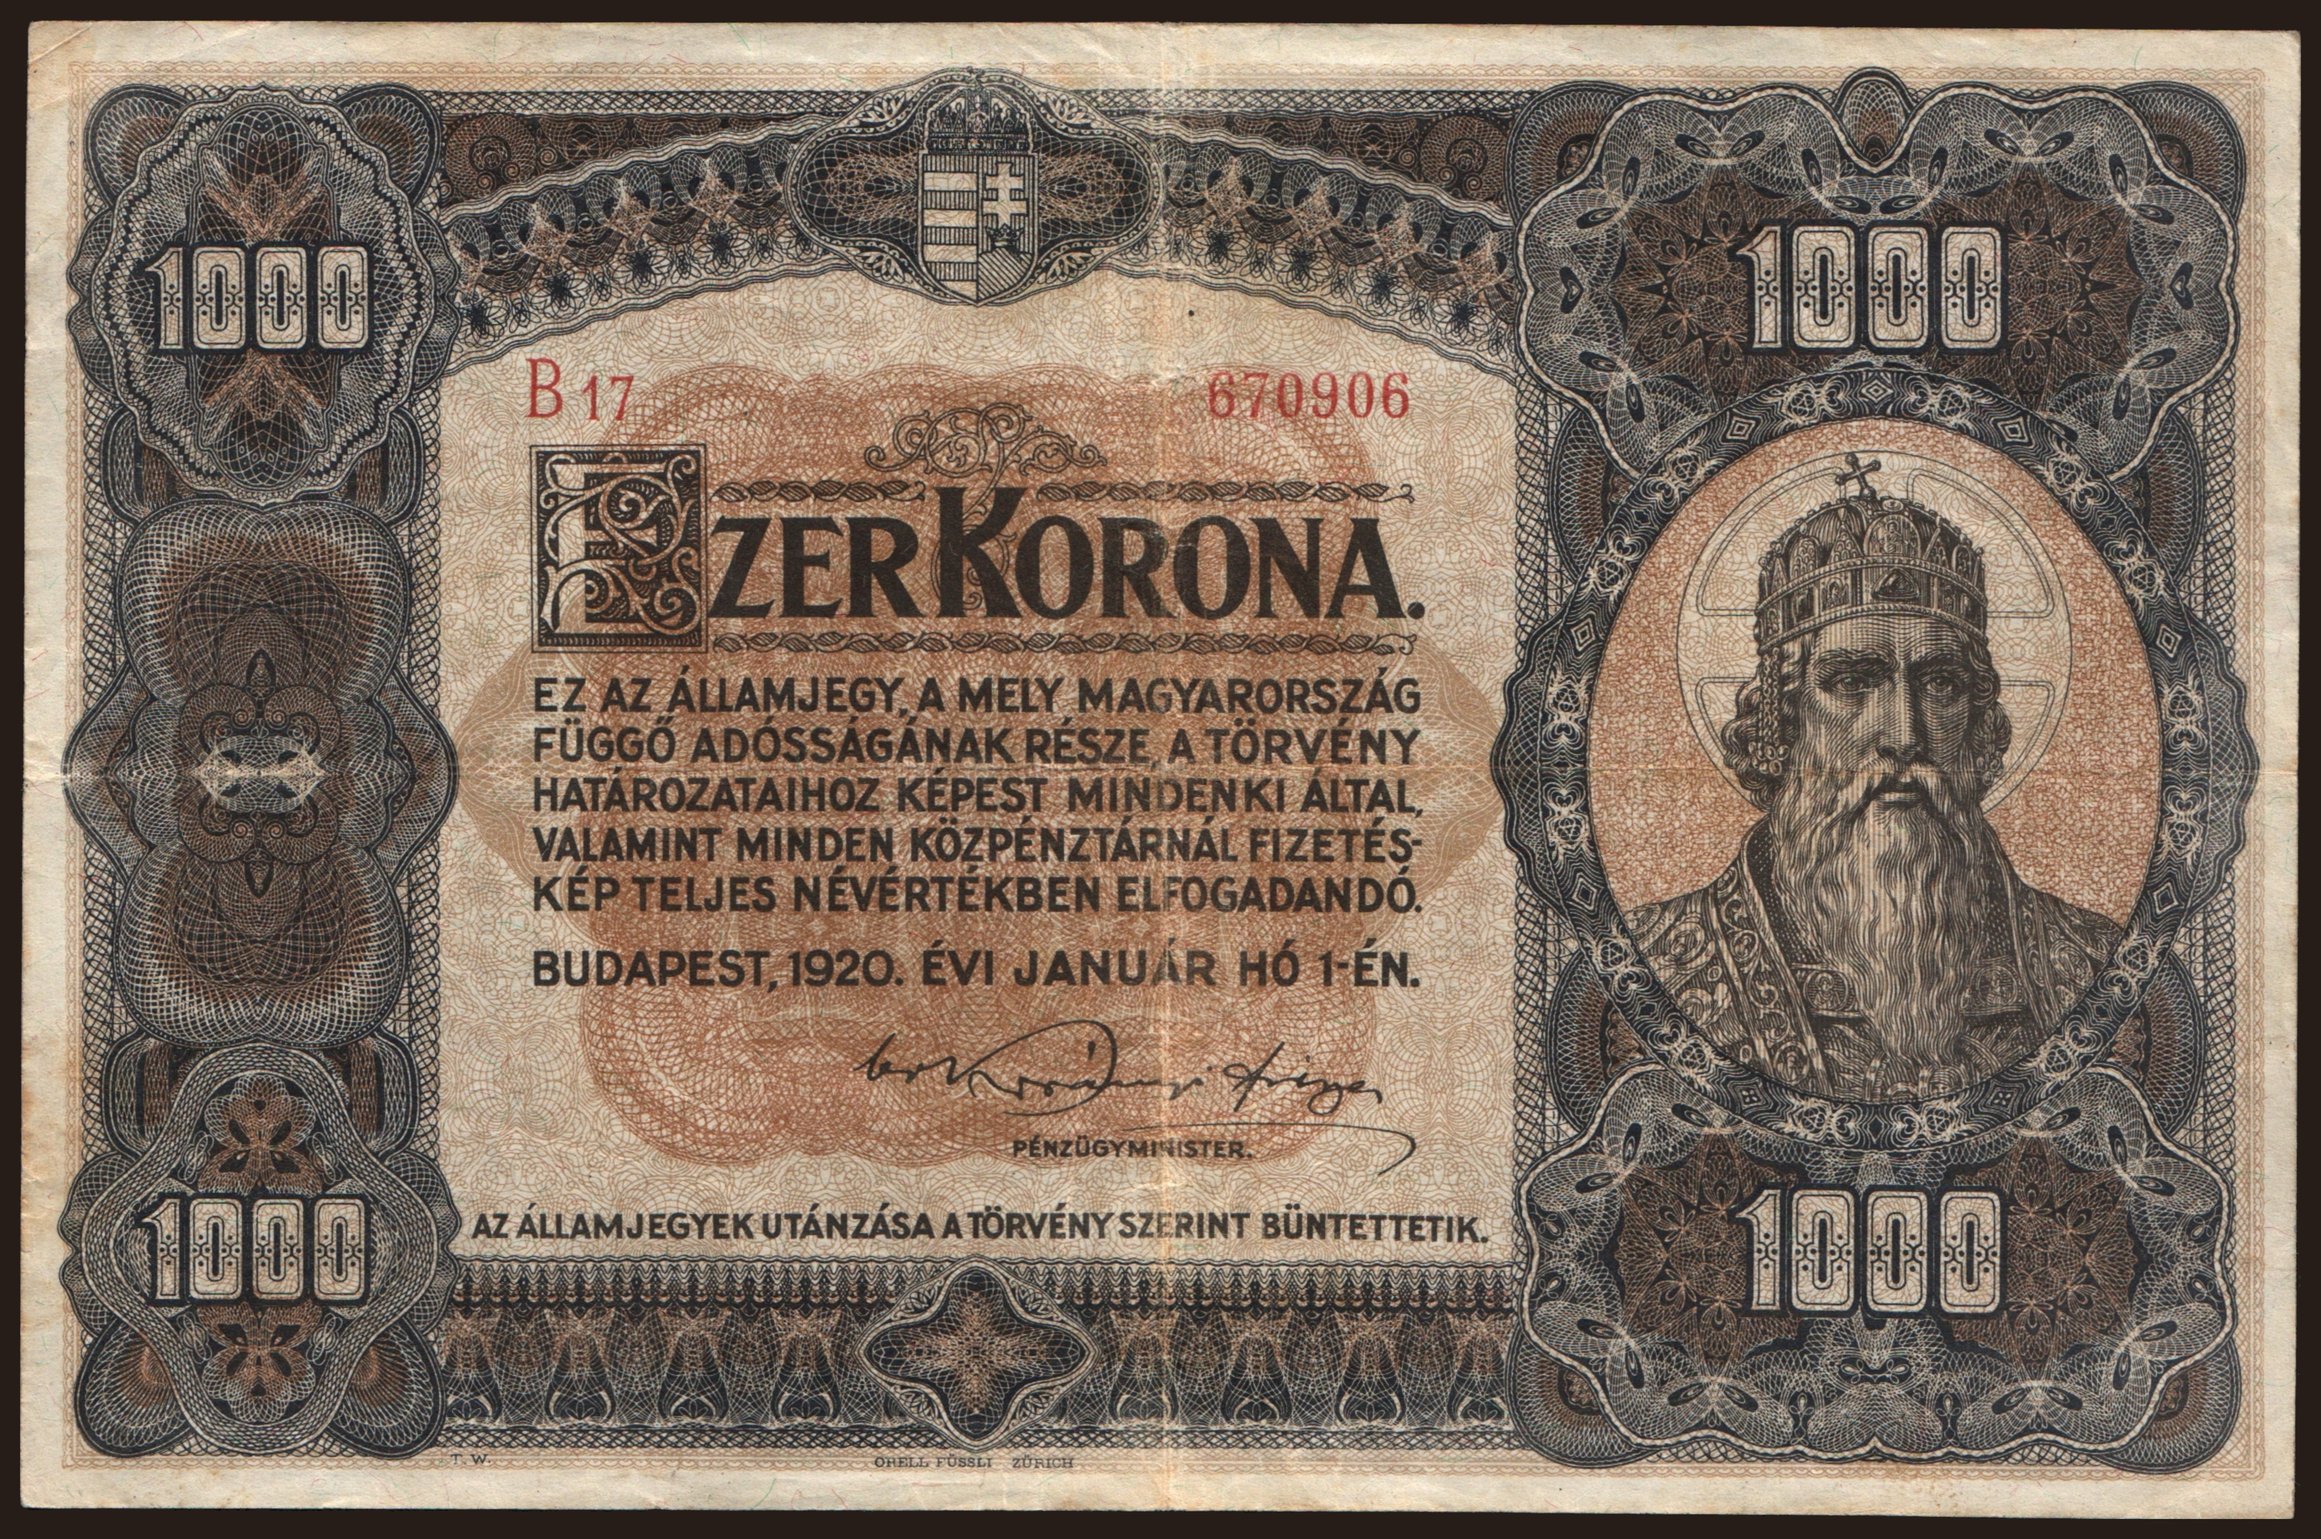 1000
1000
B 17
670906
EZER KORONA.
EZ AZ ÁLLAMJEGY, A MELY MAGYARORSZÁG
FÜGGŐ ADÓSSÁGÁNAK RÉSZE, A TÖRVÉNY
HATÁROZATAIHOZ KÉPEST MINDENKI ÁLTAL,
VALAMINT MINDEN KÖZPÉNZTÁRNÁL FIZETÉS-
KÉP TELJES NÉVÉRTÉKBEN ELFOGADANDÓ.
BUDAPEST, 1920. ÉVI JANUÁR HÓ 1-ÉN.
Korányi Frigyes
PÉNZÜGYMINISTER.
AZ ÁLLAMJEGYEK UTÁNZÁSA A TÖRVÉNY SZERINT BÜNTETTETIK.
1000
1000
T. W.
ORELL FÜSSLI ZÜRICH